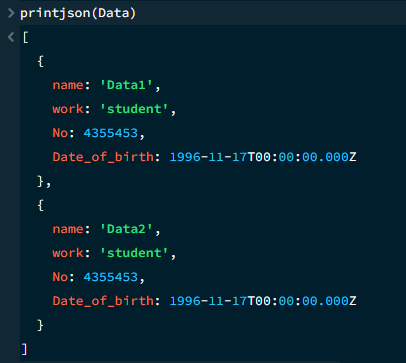 printjson(Data)
[
  {
    name: 'Data1',
    work: 'student',
    No: 4355453,
    Date_of_birth: 1996-11-17T00:00:00.000Z
  },
  {
    name: 'Data2',
    work: 'student',
    No: 4355453,
    Date_of_birth: 1996-11-17T00:00:00.000Z
  }
]